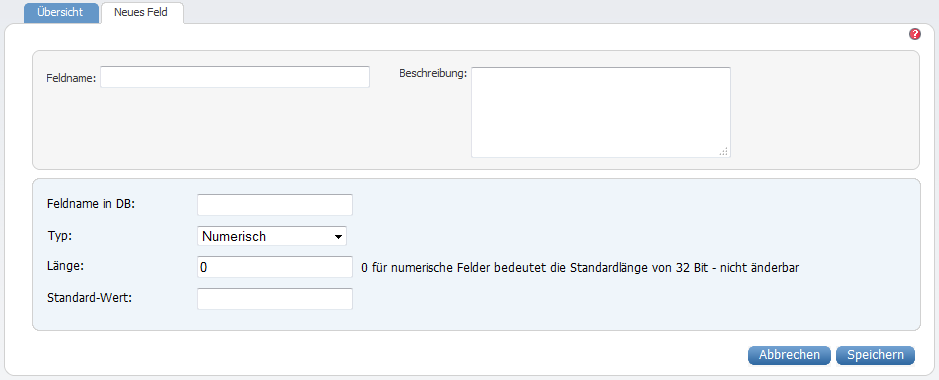 Übersicht
Neues Feld
?
Feldname:
Beschreibung:
Feldname in DB:
Typ: Numerisch
Länge: 0 0 für numerische Felder bedeutet die Standardlänge von 32 Bit - nicht änderbar
Standard-Wert:
Abbrechen Speichern